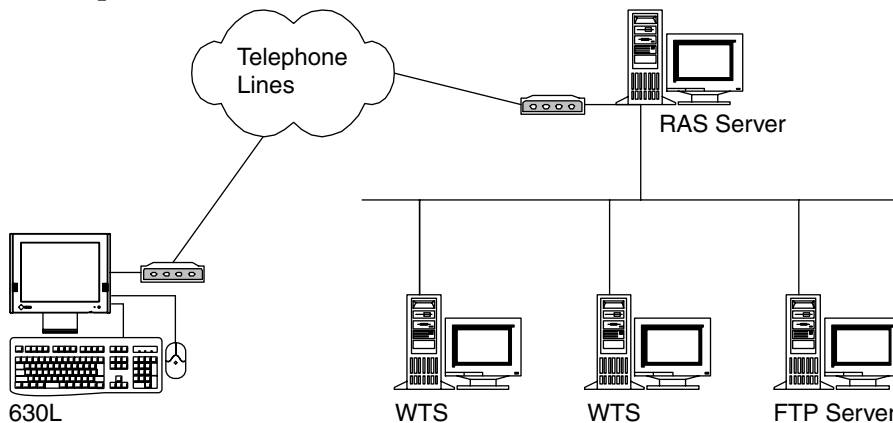 Telephone
Lines
RAS Server
630L
WTS
WTS
FTP Server